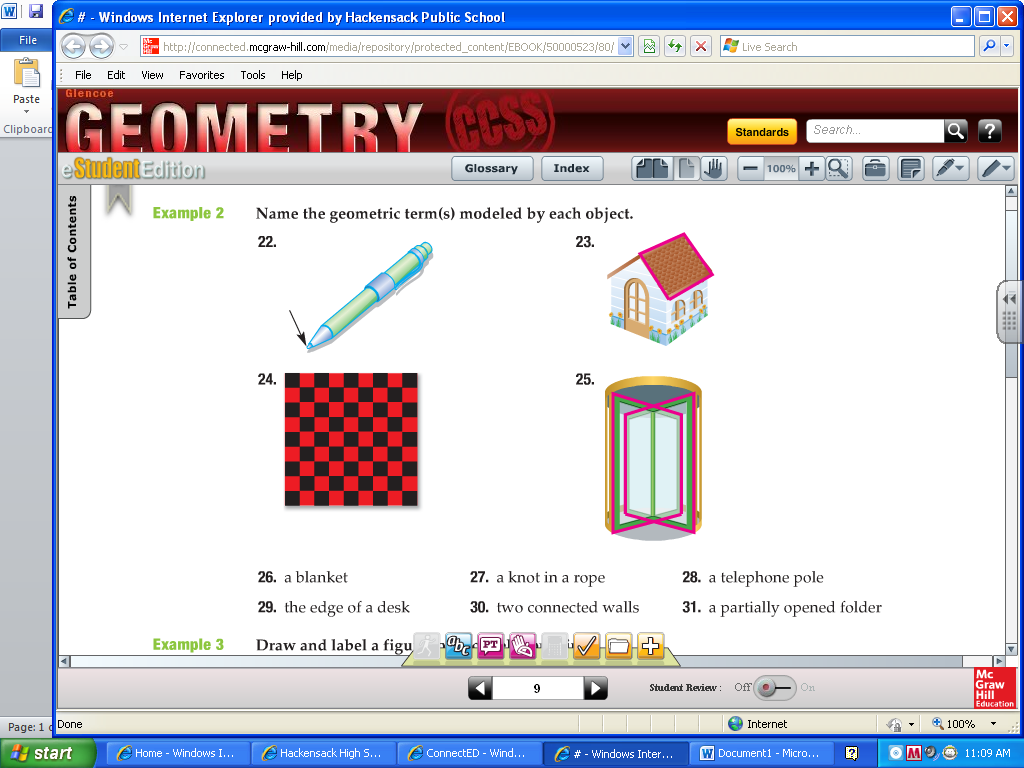 # - Windows Internet Explorer provided by Hackensack Public School
File
Paste
Clipboard
http://connected.mcgraw-hill.com/media/repository/protected_content/EBOOK/50000523/80/
Live Search
File Edit View Favorites Tools Help
Glencoe
GEOMETRY CCSS
Standards Search... ?
eStudentEdition Glossary Index 100%
Table of Contents
Example 2 Name the geometric term(s) modeled by each object.
22. 23.
24. 25.
26. a blanket 27. a knot in a rope 28. a telephone pole
29. the edge of a desk 30. two connected walls 31. a partially opened folder
Example 3 Draw and label a figu
abc PT
9 Student Review: Off On
Mc
Graw
Hill
Education
Page: 1 o
Done Internet 100%
start Home - Windows I... Hackensack High S... ConnectED - Wind... # - Windows Inter... Document1 - Micro... ? 11:09 AM